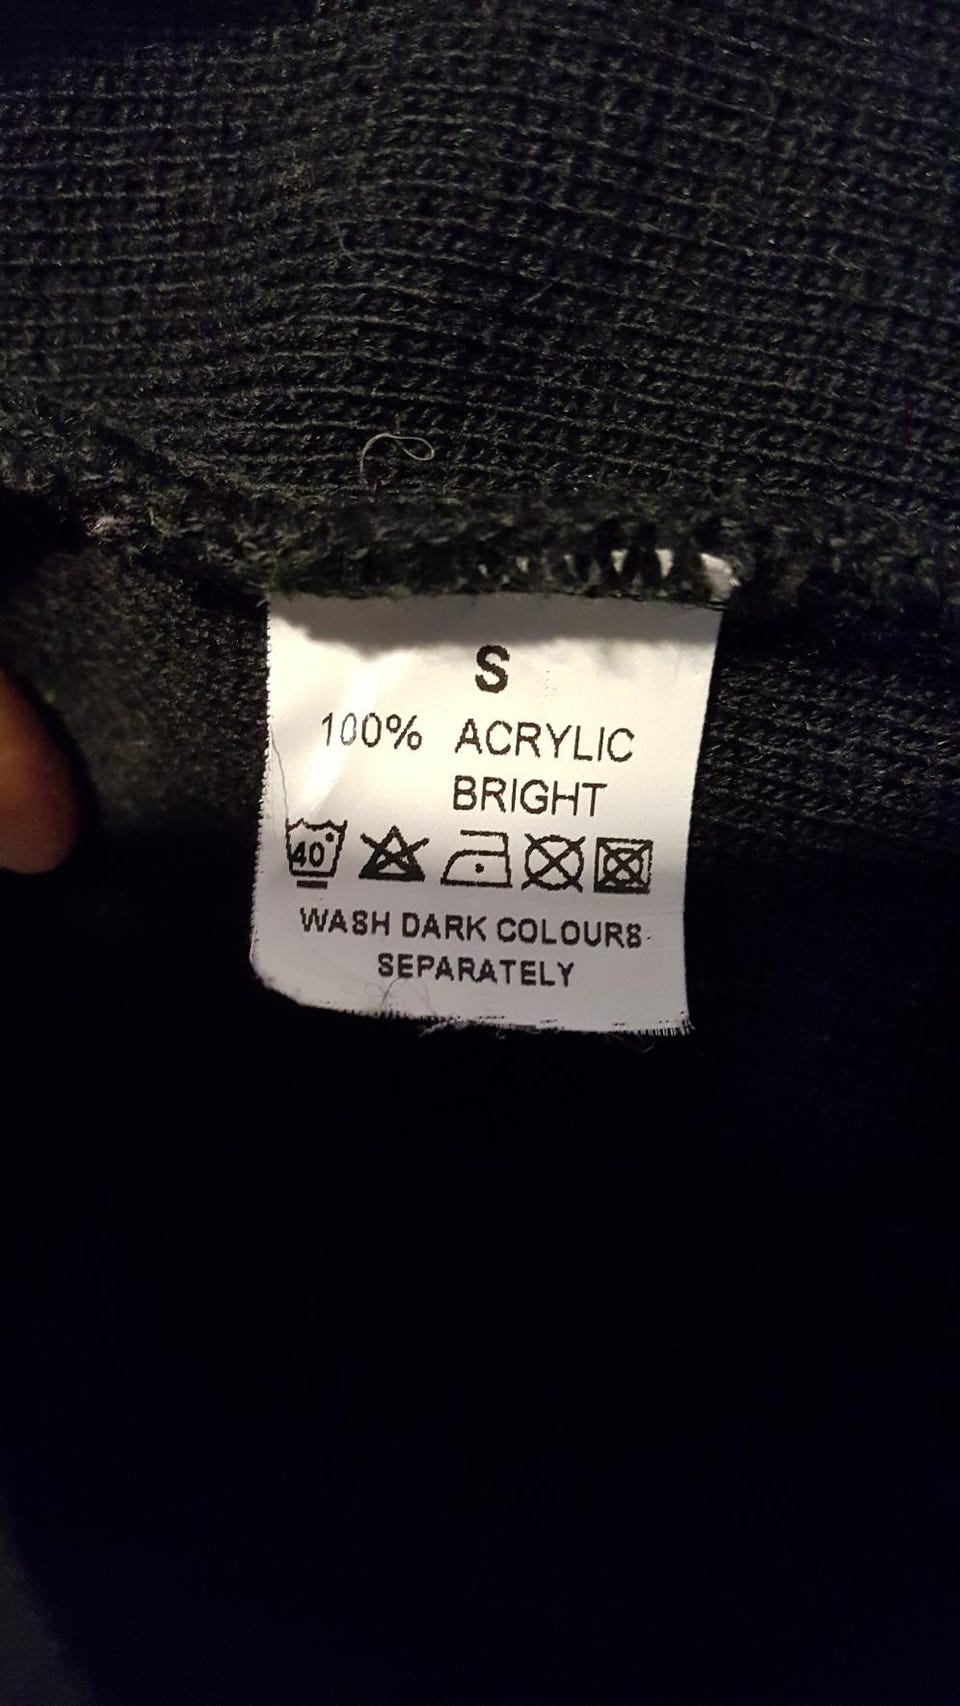 S
100% ACRYLIC
BRIGHT
40°
WASH DARK COLOURS
SEPARATELY